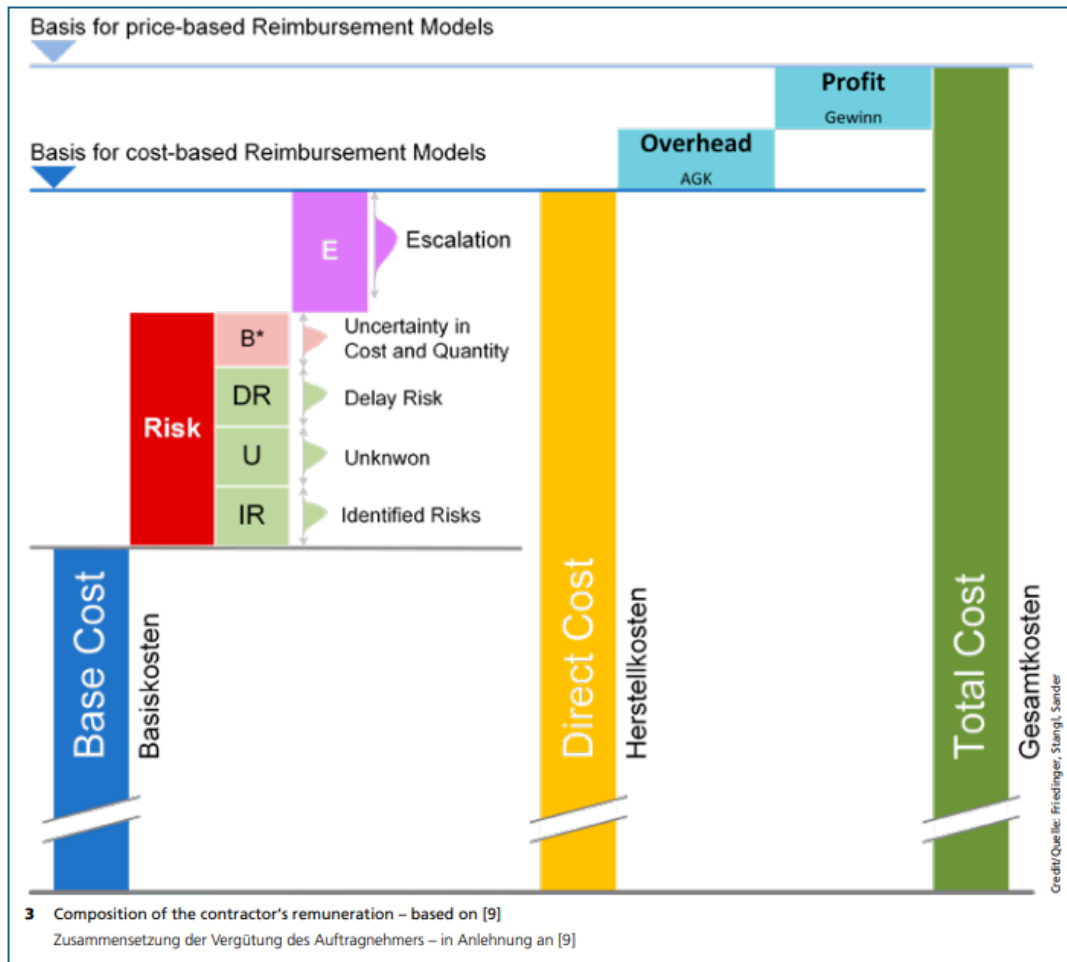 Basis for price-based Reimbursement Models
Profit
Gewinn
Basis for cost-based Reimbursement Models
Overhead
AGK
E
Escalation
Risk
B*
Uncertainty in
Cost and Quantity
DR
Delay Risk
U
Unknwon
IR
Identified Risks
Base Cost
Basiskosten
Direct Cost
Herstellkosten
Total Cost
Gesamtkosten
Credit/Quelle: Friedinger, Stangl, Sander
3 Composition of the contractor's remuneration – based on [9]
Zusammensetzung der Vergütung des Auftragnehmers – in Anlehnung an [9]